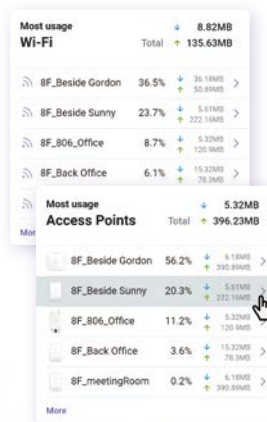 Most usage 8.82MB
Wi-Fi Total 135.63MB
8F_Beside Gordon 36.5% 36.18MB
50.89MB
8F_Beside Sunny 23.7% 5.61MB
222.16MB
8F_806_Office 8.7% 5.32MB
120.9MB
8F_Back Office 6.1% 15.32MB
78.3MB
Most usage 5.32MB
Access Points Total 396.23MB
8F_Beside Gordon 56.2% 6.18MB
390.89MB
8F_Beside Sunny 20.3% 5.61MB
222.16MB
8F_806_Office 11.2% 5.32MB
120.9MB
8F_Back Office 3.6% 15.32MB
78.3MB
8F_meetingRoom 0.2% 6.18MB
390.89MB
More